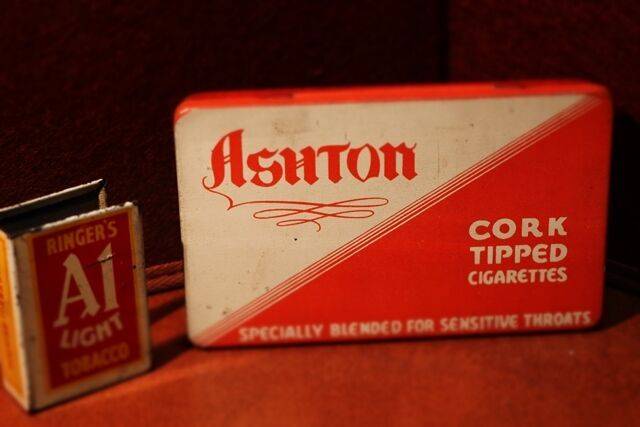 Ashton
CORK
TIPPED
CIGARETTES
SPECIALLY BLENDED FOR SENSITIVE THROATS
RINGER'S
A1
LIGHT
TOBACCO